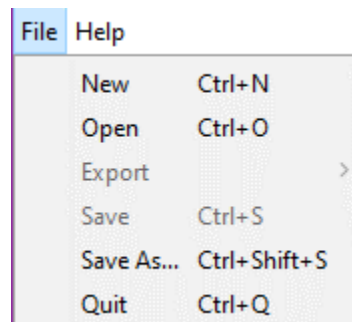 File Help
New Ctrl+N
Open Ctrl+O
Export
Save Ctrl+S
Save As... Ctrl+Shift+S
Quit Ctrl+Q